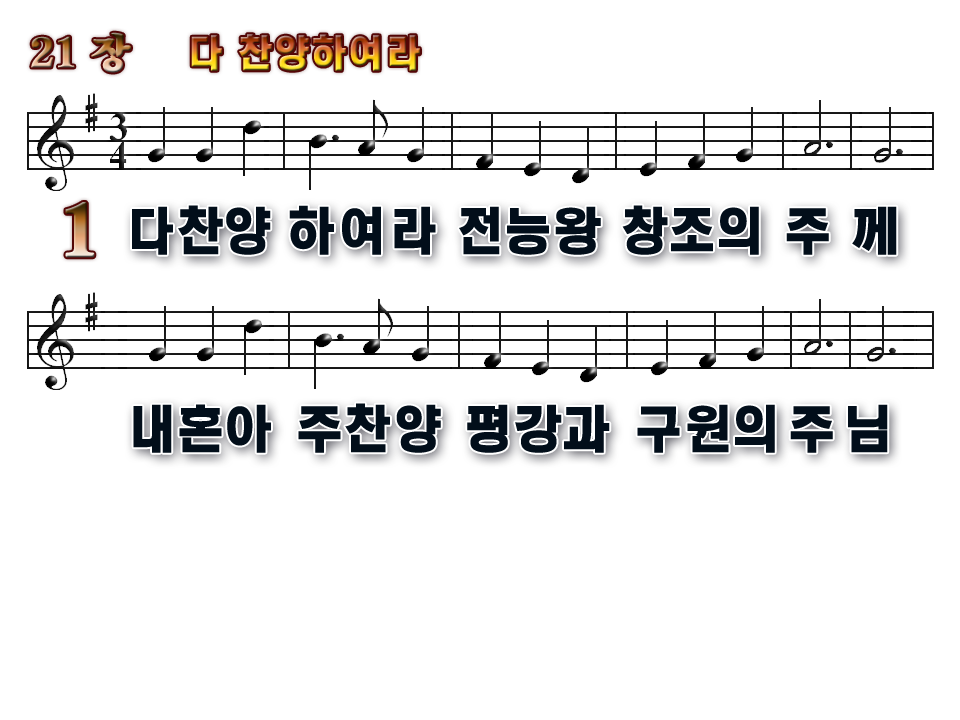 21 장 다 찬양하여라
3
4
1 다찬양 하여라 전능왕 창조의 주 께
내혼아 주찬양 평강과 구원의 주 님